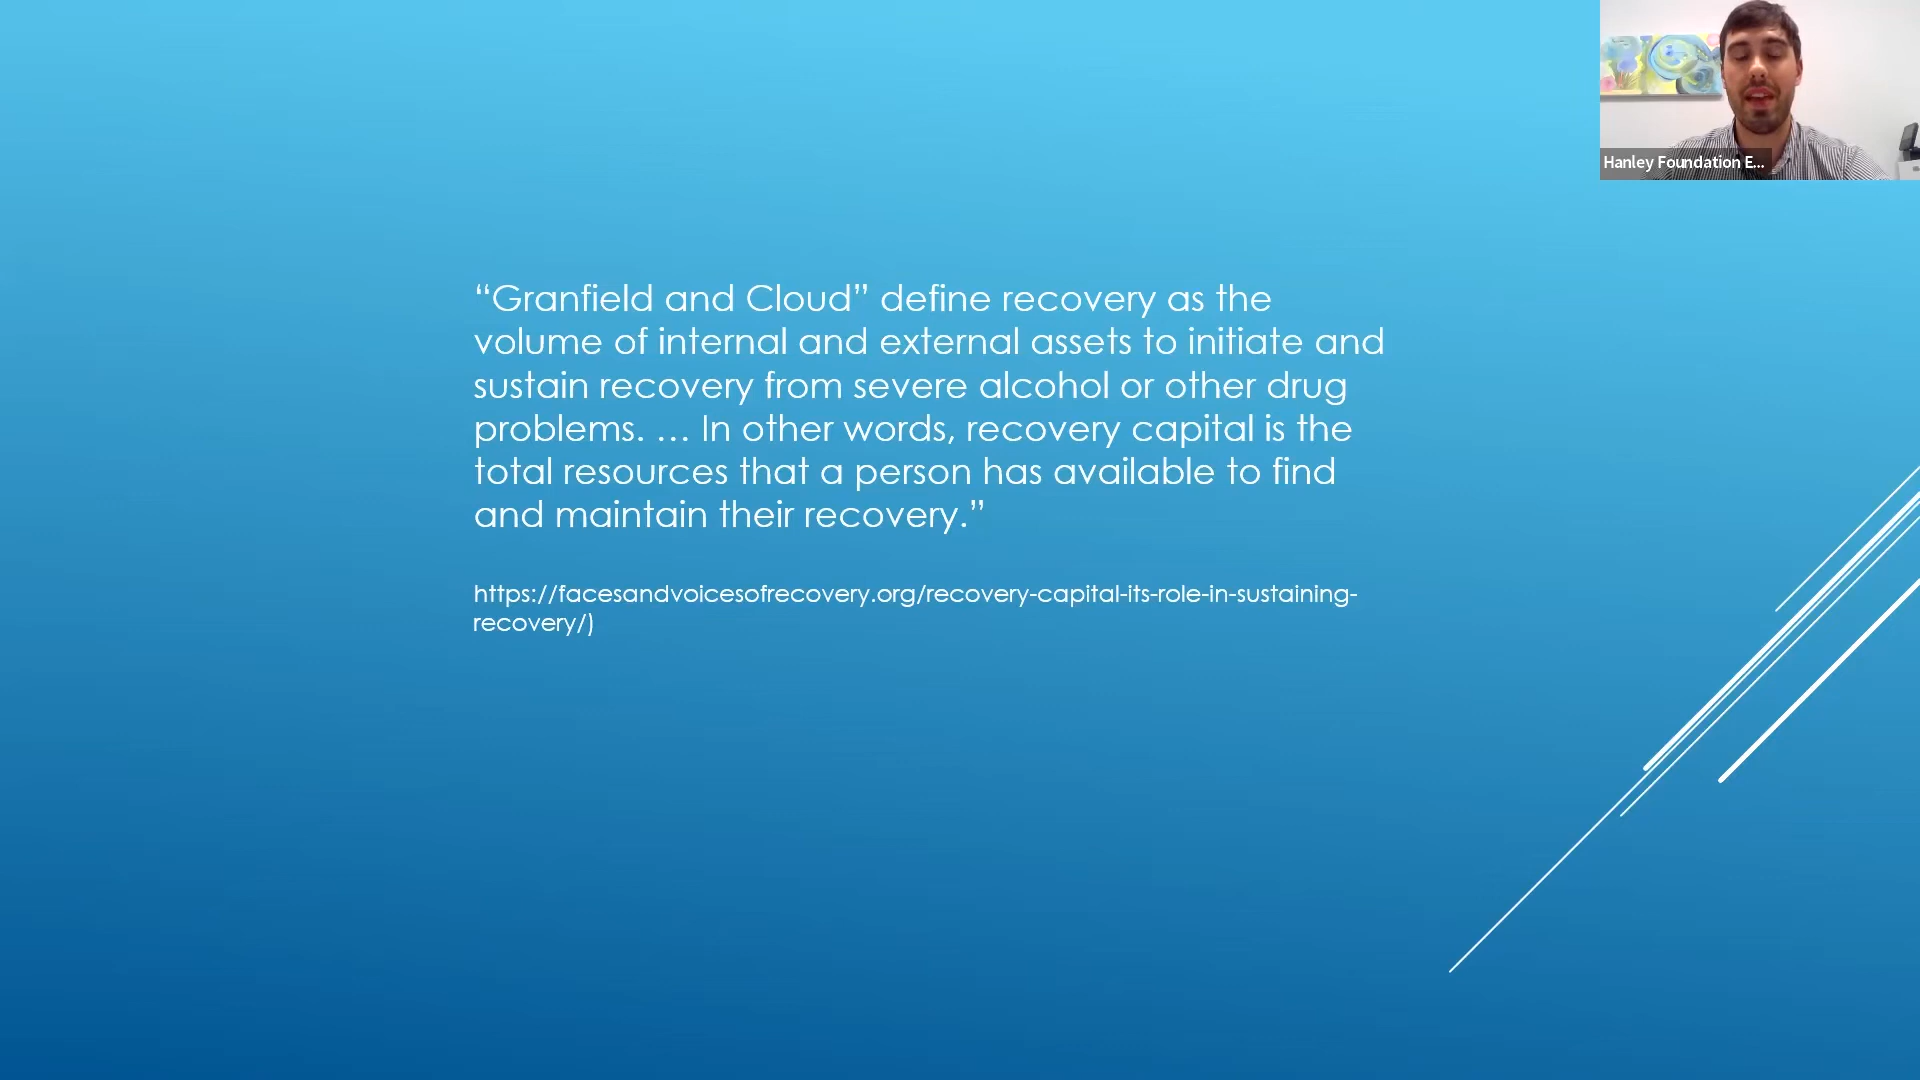 Hanley Foundation E...
“Granfield and Cloud” define recovery as the
volume of internal and external assets to initiate and
sustain recovery from severe alcohol or other drug
problems. … In other words, recovery capital is the
total resources that a person has available to find
and maintain their recovery.”
https://facesandvoicesofrecovery.org/recovery-capital-its-role-in-sustaining-
recovery/)